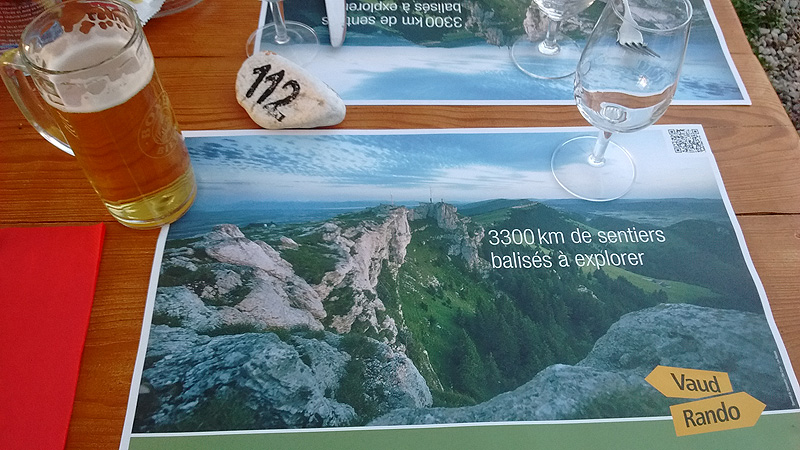 3300 km de sentiers
balisés à explorer
112
3300 km de sentiers
balisés à explorer
Vaud
Rando